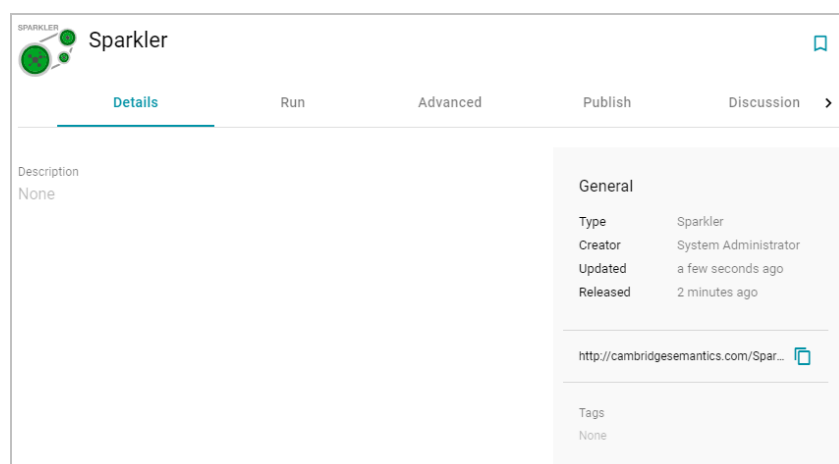 SPARKLER
Sparkler
Details Run Advanced Publish Discussion
Description
None
General
Type Sparkler
Creator System Administrator
Updated a few seconds ago
Released 2 minutes ago
http://cambridgesemantics.com/Spar...
Tags
None